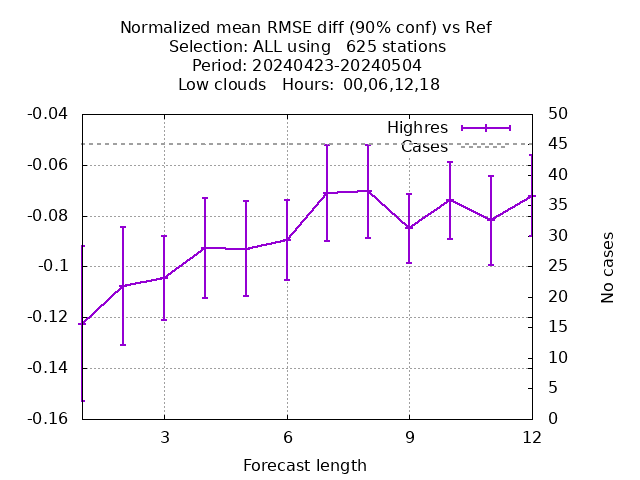 Normalized mean RMSE diff (90% conf) vs Ref
Selection: ALL using   625 stations
Period: 20240423-20240504
Low clouds   Hours:  00,06,12,18
Highres
Cases
-0.04
-0.06
-0.08
-0.1
-0.12
-0.14
-0.16
50
45
40
35
30
25
20
15
10
5
0
No cases
3 6 9 12
Forecast length